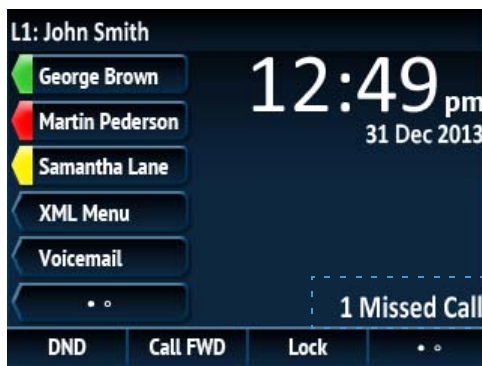 L1: John Smith
George Brown
12:49 pm
Martin Pederson
31 Dec 2013
Samantha Lane
XML Menu
Voicemail
1 Missed Call
DND Call FWD Lock